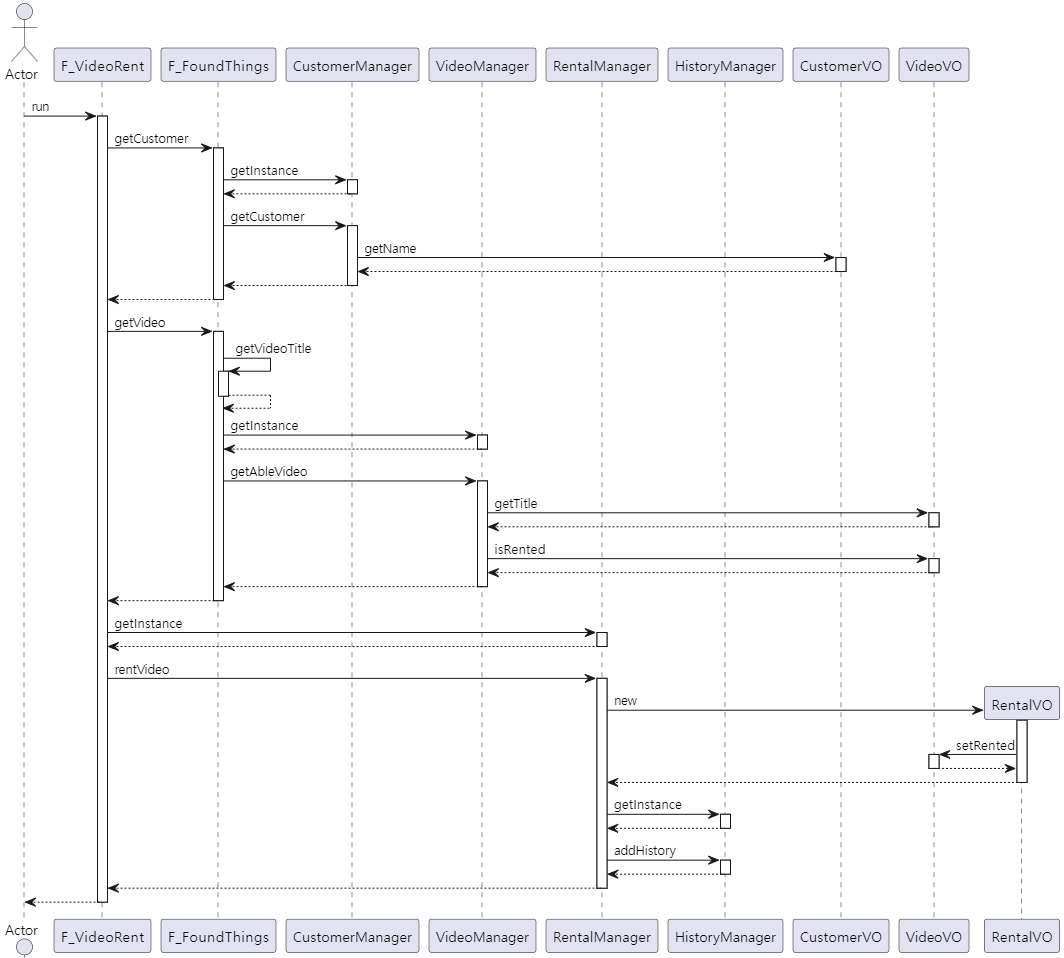 Actor
F_VideoRent
F_FoundThings
CustomerManager
VideoManager
RentalManager
HistoryManager
CustomerVO
VideoVO
run
getCustomer
getInstance
getCustomer
getName
getVideo
getVideoTitle
getInstance
getAbleVideo
getTitle
isRented
getInstance
rentVideo
new
RentalVO
setRented
getInstance
addHistory
Actor
F_VideoRent
F_FoundThings
CustomerManager
VideoManager
RentalManager
HistoryManager
CustomerVO
VideoVO
RentalVO